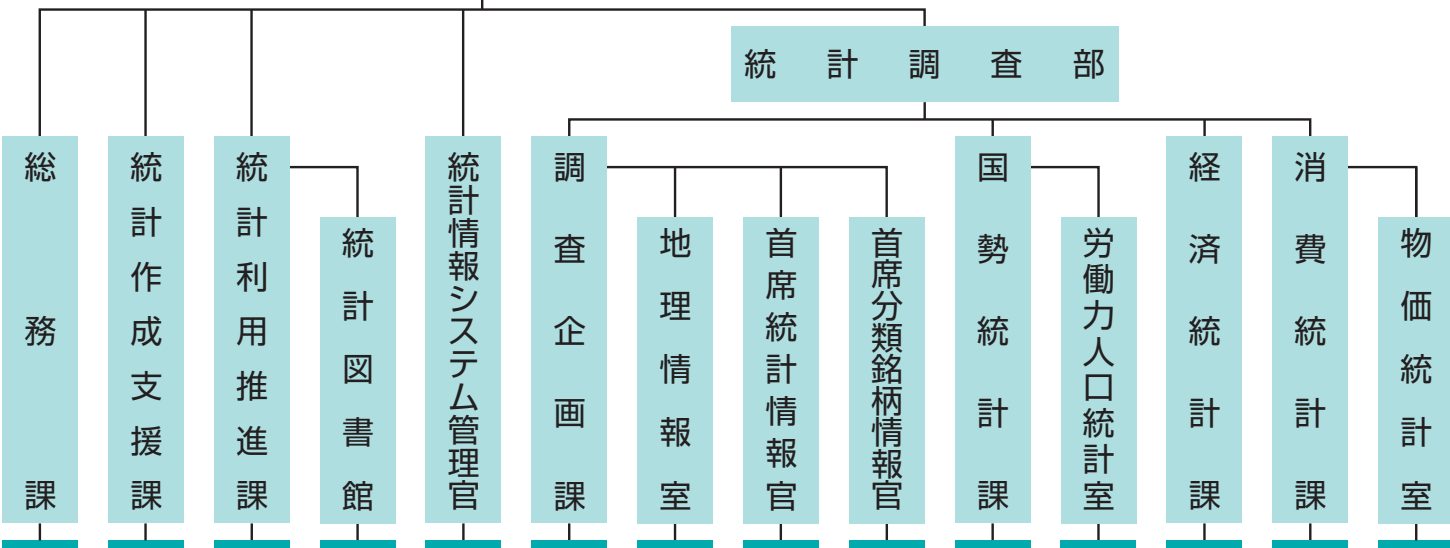 統計調査部
総務課
統計作成支援課
統計利用推進課
統計図書館
統計情報システム管理官
調査企画課
地理情報室
首席統計情報官
首席分類銘柄情報官
国勢統計課
労働力人口統計室
経済統計課
消費統計課
物価統計室